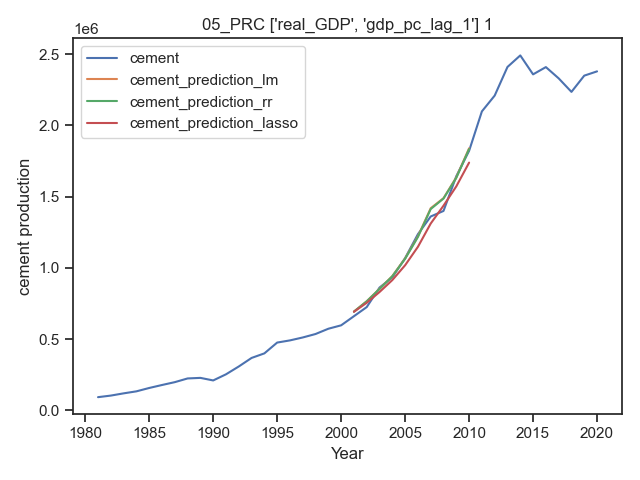 05_PRC ['real_GDP', 'gdp_pc_lag_1'] 1
1e6
cement
cement_prediction_lm
cement_prediction_rr
cement_prediction_lasso
2.5
2.0
1.5
1.0
0.5
0.0
cement production
1980 1985 1990 1995 2000 2005 2010 2015 2020
Year